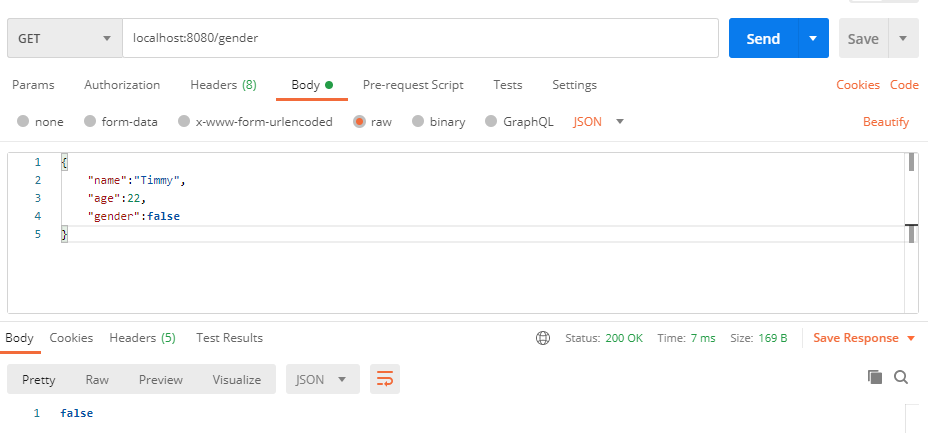 GET localhost:8080/gender Send Save
Params Authorization Headers (8) Body Pre-request Script Tests Settings Cookies Code
none form-data x-www-form-urlencoded raw binary GraphQL JSON Beautify
1 {
2 "name":"Timmy",
3 "age":22,
4 "gender":false
5 }
Body Cookies Headers (5) Test Results Status: 200 OK Time: 7 ms Size: 169 B Save Response
Pretty Raw Preview Visualize JSON
1 false